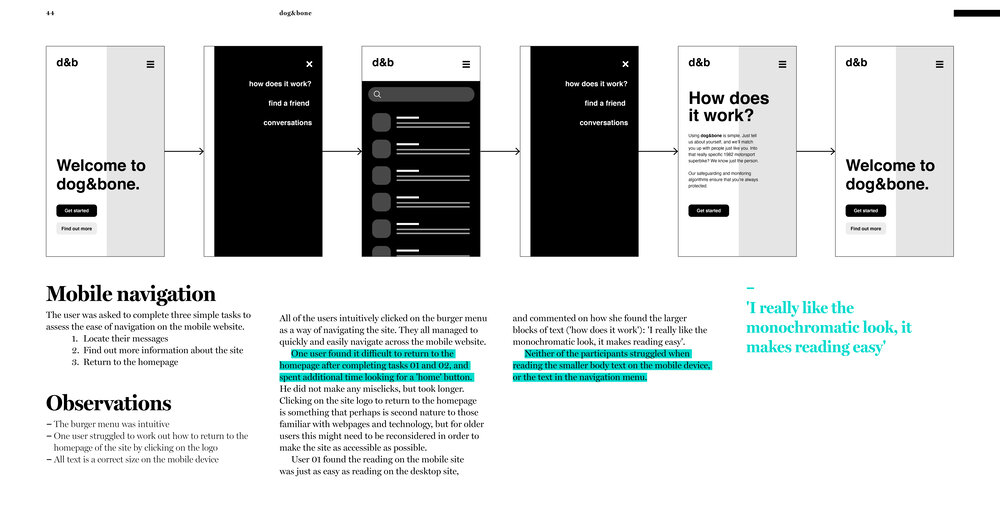 44
dog&bone
d&b
Welcome to
dog&bone.
Get started
Find out more
how does it work?
find a friend
conversations
d&b
how does it work?
find a friend
conversations
d&b
How does
it work?
Using dog&bone is simple. Just tell
us about yourself, and we'll match
you up with people just like you. Into
that really specific 1982 motorsport
superbike? We know just the person.
Our safeguarding and monitoring
algorithms ensure that you're always
protected
Get started
d&b
Welcome to
dog&bone.
Get started
Find out more
Mobile navigation
The user was asked to complete three simple tasks to
assess the ease of navigation on the mobile website.
1. Locate their messages
2. Find out more information about the site
3. Return to the homepage
Observations
– The burger menu was intuitive
– One user struggled to work out how to return to the
homepage of the site by clicking on the logo
– All text is a correct size on the mobile device
All of the users intuitively clicked on the burger menu
as a way of navigating the site. They all managed to
quickly and easily navigate across the mobile website.
One user found it difficult to return to the
homepage after completing tasks 01 and 02, and
spent additional time looking for a 'home' button.
He did not make any misclicks, but took longer.
Clicking on the site logo to return to the homepage
is something that perhaps is second nature to those
familiar with webpages and technology, but for older
users this might need to be reconsidered in order to
make the site as accessible as possible.
User 01 found the reading on the mobile site
was just as easy as reading on the desktop site,
and commented on how she found the larger
blocks of text ('how does it work'): 'I really like the
monochromatic look, it makes reading easy'.
Neither of the participants struggled when
reading the smaller body text on the mobile device,
or the text in the navigation menu.
–
'I really like the
monochromatic look, it
makes reading easy'